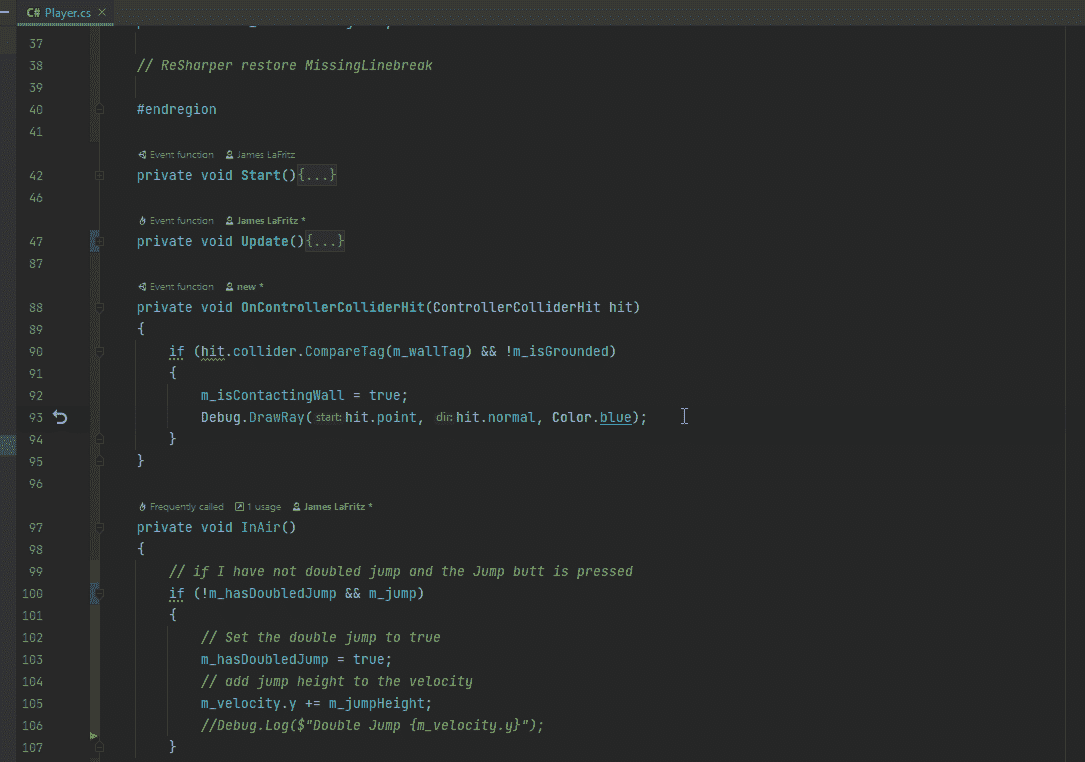 C# Player.cs ×
37
38 // ReSharper restore MissingLinebreak
39
40 #endregion
41
Event function James LaFritz
42 private void Start(){...}
46
Event function James LaFritz *
47 private void Update(){...}
87
Event function new *
88 private void OnControllerColliderHit(ControllerColliderHit hit)
89 {
90 if (hit.collider.CompareTag(m_wallTag) && !m_isGrounded)
91 {
92 m_isContactingWall = true;
93 Debug.DrawRay( start: hit.point, dir: hit.normal, Color.blue);
94 }
95 }
96
Frequently called 1 usage James LaFritz *
97 private void InAir()
98 {
99 // if I have not doubled jump and the Jump butt is pressed
100 if (!m_hasDoubledJump && m_jump)
101 {
102 // Set the double jump to true
103 m_hasDoubledJump = true;
104 // add jump height to the velocity
105 m_velocity.y += m_jumpHeight;
106 //Debug.Log($"Double Jump {m_velocity.y}");
107 }